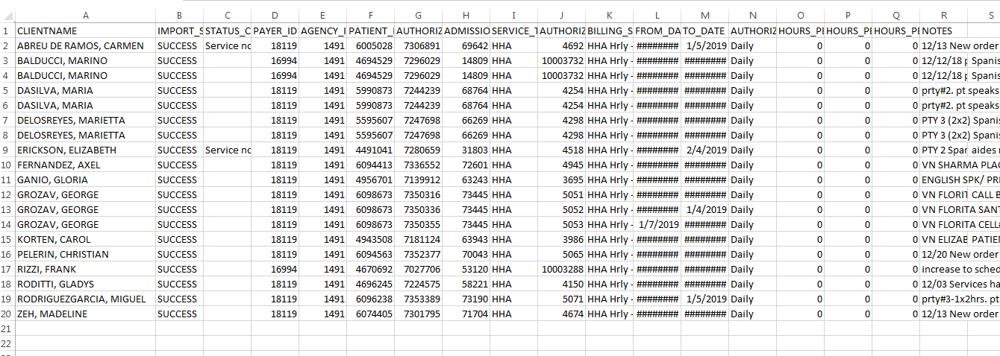 A B C D E F G H I J K L M N O P Q R S
1 CLIENTNAME IMPORT_S STATUS_C PAYER_ID AGENCY_I PATIENT_ AUTHORIZ ADMISSIO SERVICE_T AUTHORIZ BILLING_S FROM_DA TO_DATE AUTHORIZ HOURS_PE HOURS_PE HOURS_PE NOTES
2 ABREU DE RAMOS, CARMEN SUCCESS Service no 18119 1491 6005028 7306891 69642 HHA 4692 HHA Hrly - ######## 1/5/2019 Daily 0 0 0 12/13 New order
3 BALDUCCI, MARINO SUCCESS 16994 1491 4694529 7296029 14809 HHA 10003732 HHA Hrly - ######## ######## Daily 0 0 0 12/12/18 p Spanis
4 BALDUCCI, MARINO SUCCESS 16994 1491 4694529 7296029 14809 HHA 10003732 HHA Hrly - ######## ######## Daily 0 0 0 12/12/18 p Spanis
5 DASILVA, MARIA SUCCESS 18119 1491 5990873 7244239 68764 HHA 4254 HHA Hrly - ######## ######## Daily 0 0 0 prty#2. pt speaks
6 DASILVA, MARIA SUCCESS 18119 1491 5990873 7244239 68764 HHA 4254 HHA Hrly - ######## ######## Daily 0 0 0 prty#2. pt speaks
7 DELOSREYES, MARIETTA SUCCESS 18119 1491 5595607 7247698 66269 HHA 4298 HHA Hrly - ######## ######## Daily 0 0 0 PTY 3 (2x2) Spanis
8 DELOSREYES, MARIETTA SUCCESS 18119 1491 5595607 7247698 66269 HHA 4298 HHA Hrly - ######## ######## Daily 0 0 0 PTY 3 (2x2) Spanis
9 ERICKSON, ELIZABETH SUCCESS Service no 18119 1491 4491041 7280659 31803 HHA 4518 HHA Hrly - ######## 2/4/2019 Daily 0 0 0 PTY 2 Spar aides
10 FERNANDEZ, AXEL SUCCESS 18119 1491 6094413 7336552 72601 HHA 4945 HHA Hrly - ######## ######## Daily 0 0 0 VN SHARMA PLAC
11 GANIO, GLORIA SUCCESS 18119 1491 4956701 7139912 63243 HHA 3695 HHA Hrly - ######## ######## Daily 0 0 0 ENGLISH SPK/ PRI
12 GROZAV, GEORGE SUCCESS 18119 1491 6098673 7350316 73445 HHA 5051 HHA Hrly - ######## ######## Daily 0 0 0 VN FLORIT CALL B
13 GROZAV, GEORGE SUCCESS 18119 1491 6098673 7350336 73445 HHA 5052 HHA Hrly - ######## 1/4/2019 Daily 0 0 0 VN FLORITA SANT
14 GROZAV, GEORGE SUCCESS 18119 1491 6098673 7350355 73445 HHA 5053 HHA Hrly - 1/7/2019 ######## Daily 0 0 0 VN FLORITA CELL#
15 KORTEN, CAROL SUCCESS 18119 1491 4943508 7181124 63943 HHA 3986 HHA Hrly - ######## ######## Daily 0 0 0 VN ELIZAB PATIEN
16 PELERIN, CHRISTIAN SUCCESS 18119 1491 6094563 7352377 70043 HHA 5065 HHA Hrly - ######## ######## Daily 0 0 0 12/20 New order
17 RIZZI, FRANK SUCCESS 16994 1491 4670692 7027706 53120 HHA 10003288 HHA Hrly - ######## ######## Daily 0 0 0 increase to sched
18 RODITTI, GLADYS SUCCESS 18119 1491 4696245 7224575 58221 HHA 4150 HHA Hrly - ######## ######## Daily 0 0 0 12/03 Services ha
19 RODRIGUEZGARCIA, MIGUEL SUCCESS 18119 1491 6096238 7353389 73190 HHA 5071 HHA Hrly - ######## 1/5/2019 Daily 0 0 0 prty#3-1x2hrs. pt
20 ZEH, MADELINE SUCCESS 18119 1491 6074405 7301795 71704 HHA 4674 HHA Hrly - ######## ######## Daily 0 0 0 12/13 New order
21
22